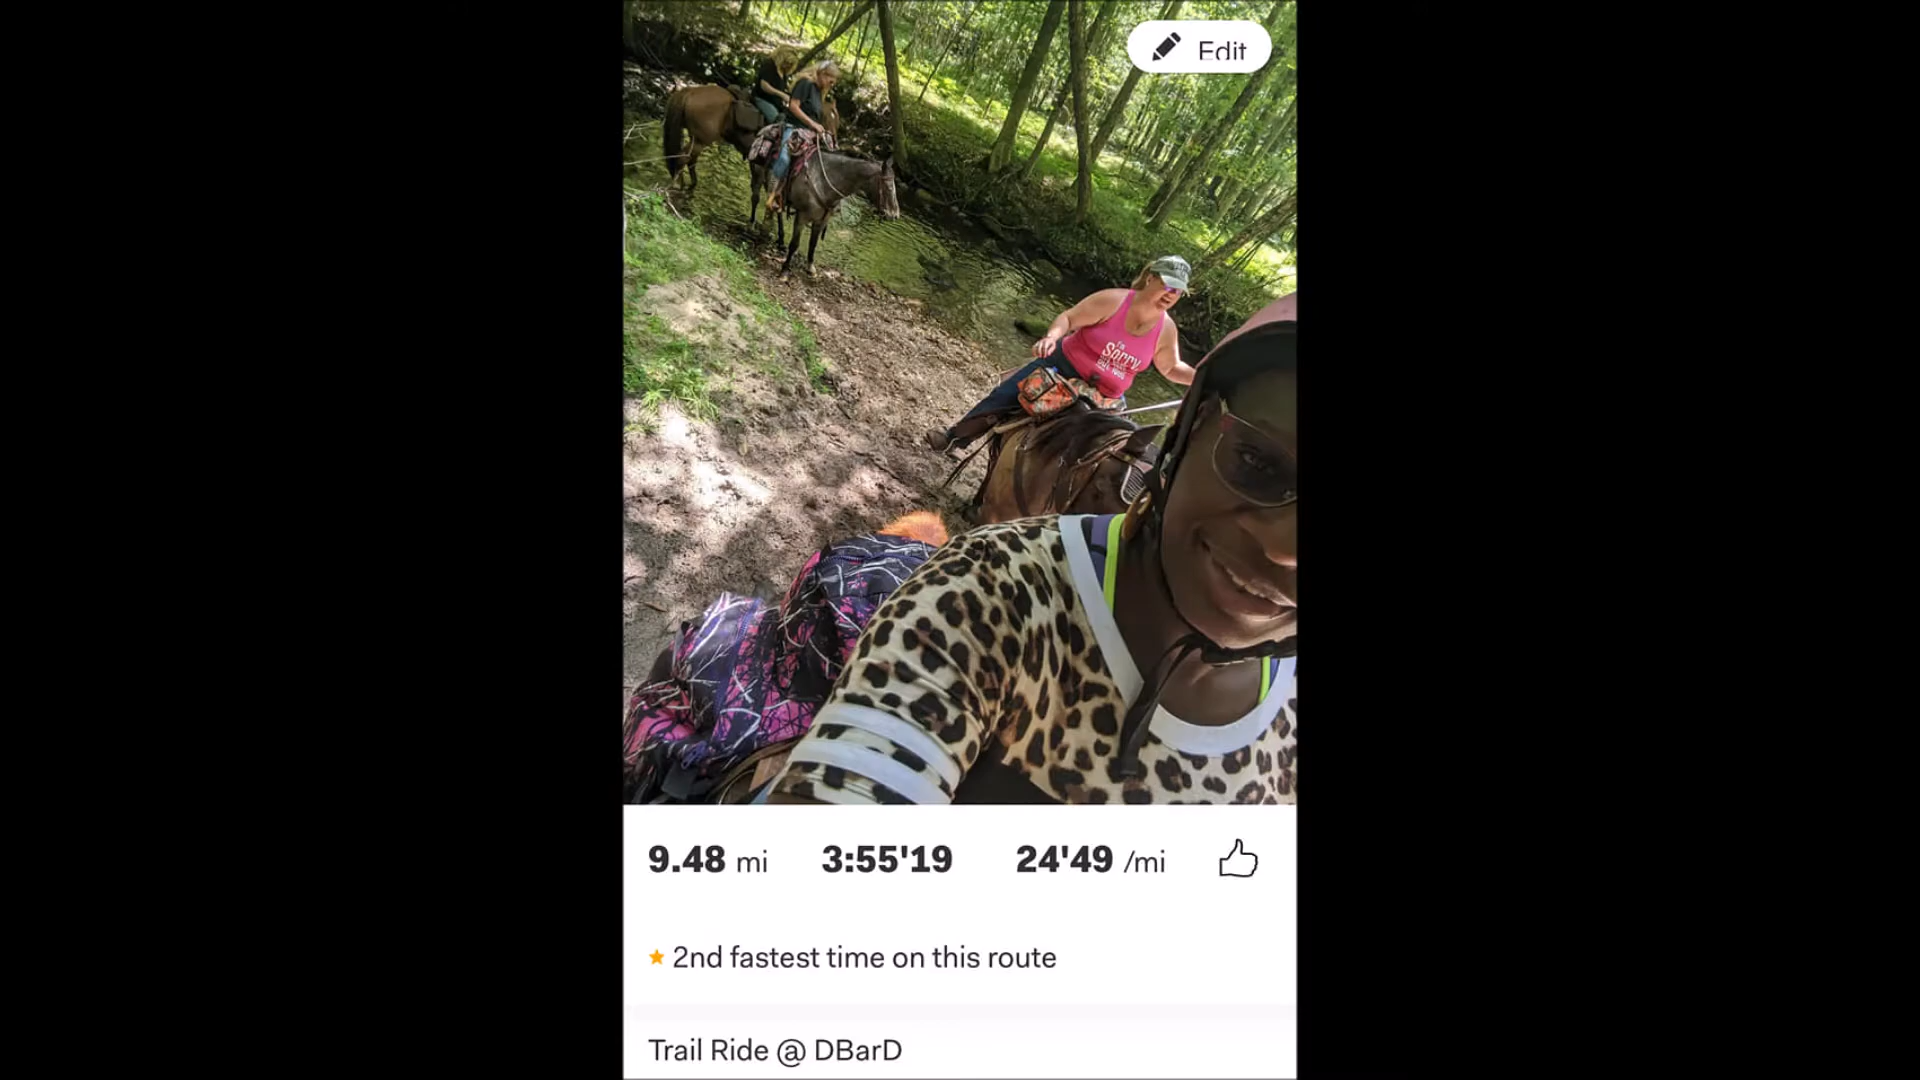 Edit
I'm
Sorry
9.48 mi 3:55'19 24'49 /mi
2nd fastest time on this route
Trail Ride @ DBarD